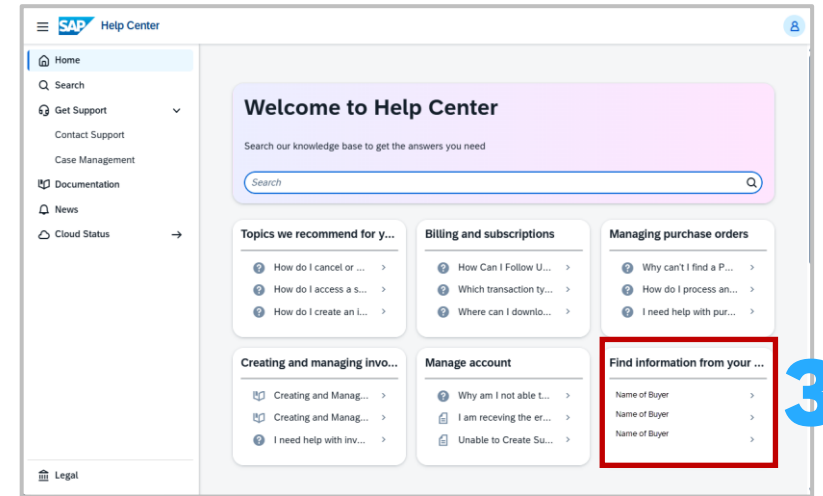 SAP Help Center
Home
Search
Get Support
Contact Support
Case Management
Documentation
News
Cloud Status
Legal
Welcome to Help Center
Search our knowledge base to get the answers you need
Search
Topics we recommend for y...
How do I cancel or ...
How do I access a s...
How do I create an i...
Billing and subscriptions
How Can I Follow U...
Which transaction ty...
Where can I downlo...
Managing purchase orders
Why can't I find a P...
How do I process an...
I need help with pur...
Creating and managing invo...
Creating and Manag...
Creating and Manag...
I need help with inv...
Manage account
Why am I not able t...
I am receving the er...
Unable to Create Su...
Find information from your ...
Name of Buyer
Name of Buyer
Name of Buyer
3